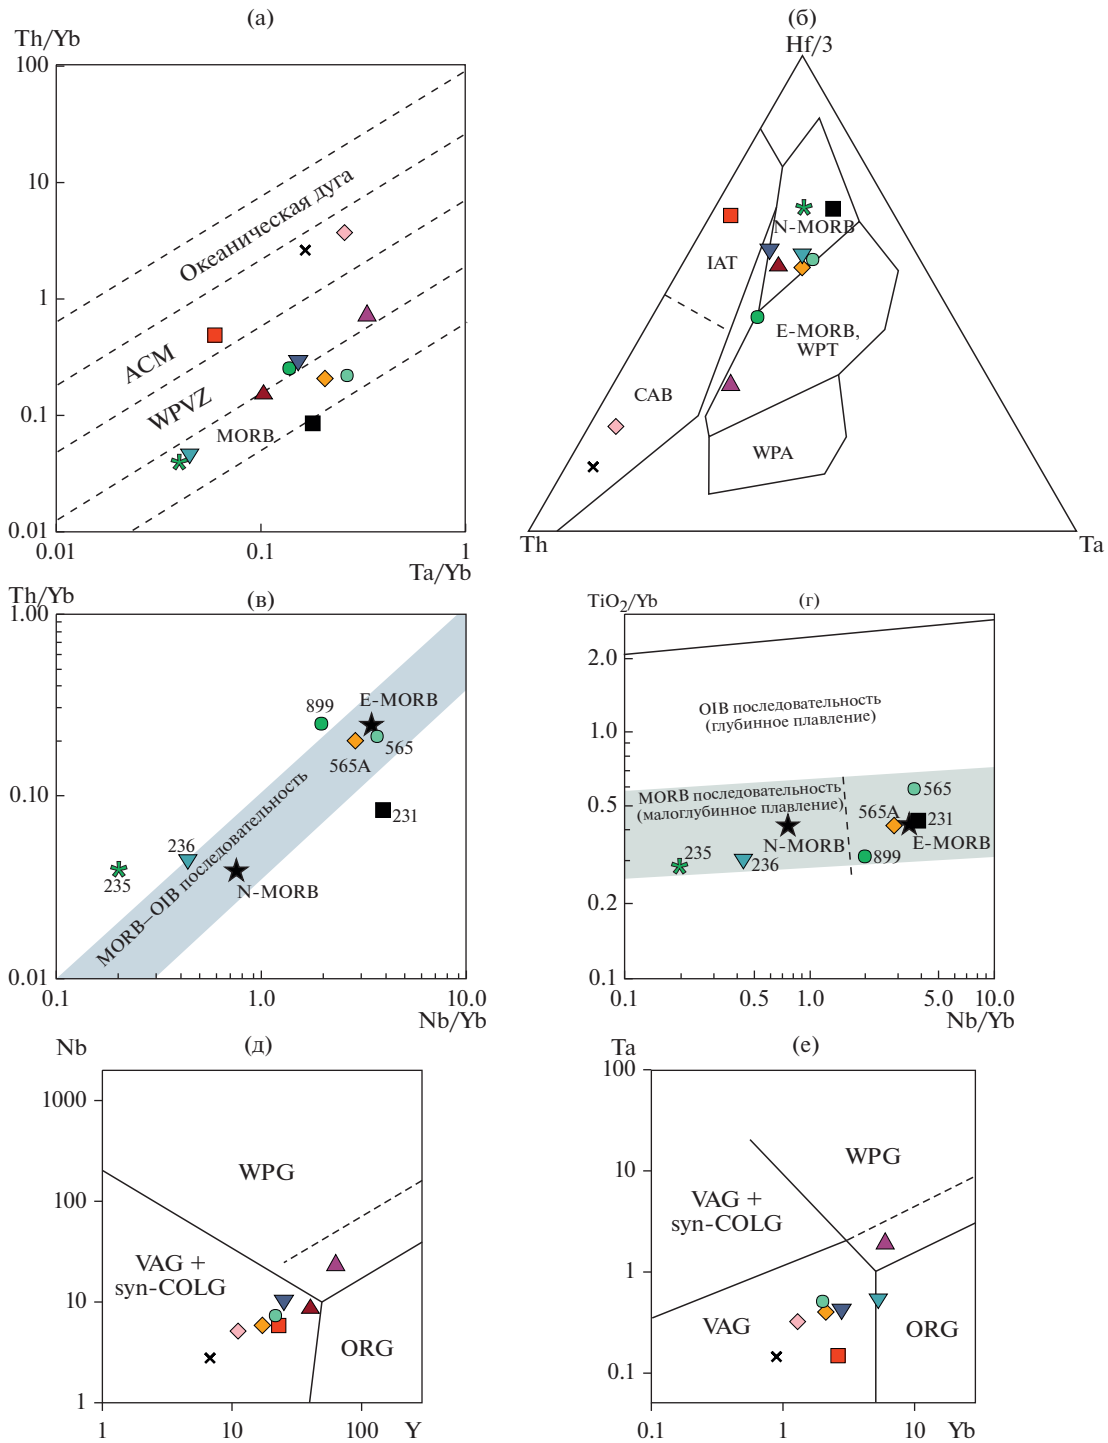 (а)
Th/Yb
100
10
1
0.1
0.01
0.01
0.1
1
Ta/Yb
Океаническая дуга
ACM
WPVZ
MORB
(б)
Hf/3
N-MORB
IAT
E-MORB,
WPT
CAB
WPA
Th
Ta
(в)
Th/Yb
1.00
0.10
0.01
0.1
1.0
10.0
Nb/Yb
E-MORB
899
565
565A
231
236
235
N-MORB
MORB–OIB последовательность
(г)
TiO2/Yb
2.0
1.0
0.5
0.2
0.1
0.1
0.5
1.0
5.0
10.0
Nb/Yb
OIB последовательность
(глубинное плавление)
MORB последовательность
(малоглубинное плавление)
565
565A
231
N-MORB
E-MORB
235
236
899
(д)
Nb
1000
100
10
1
1
10
Y
100
WPG
VAG +
syn-COLG
ORG
(е)
Ta
100
10
1
0.1
0.1
1
10
Yb
WPG
VAG +
syn-COLG
VAG
ORG